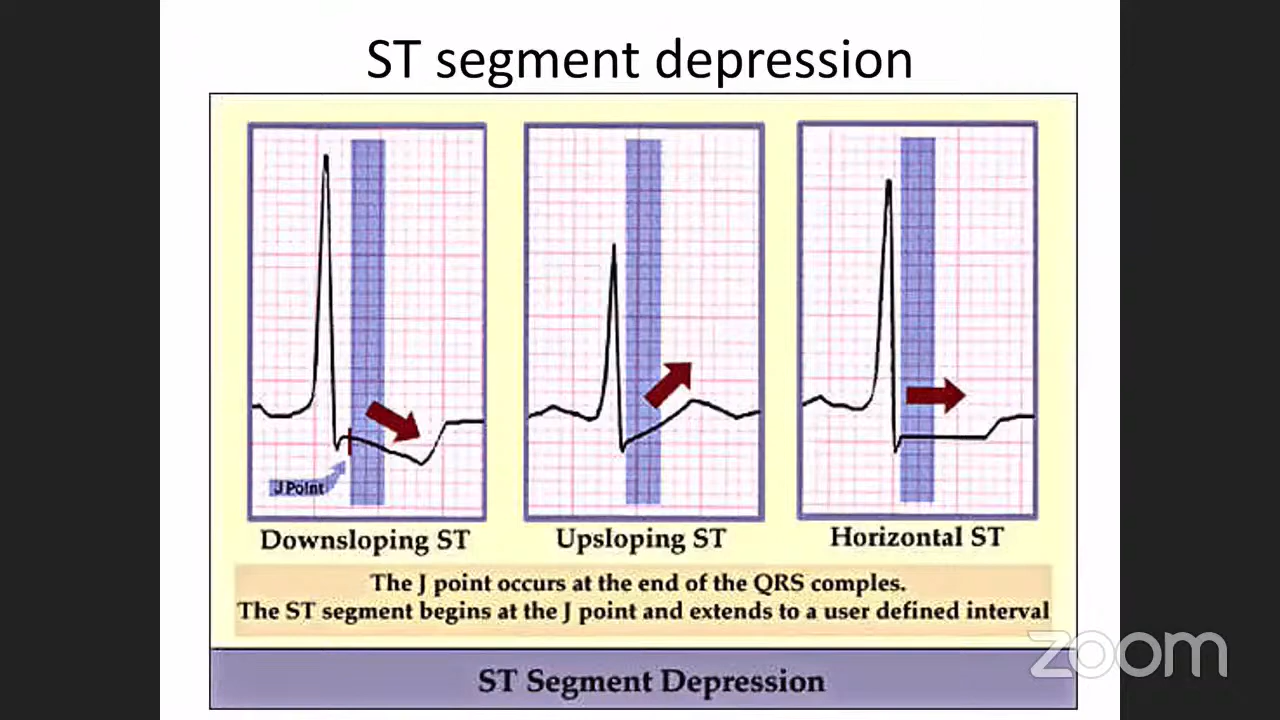 ST segment depression
J Point
Downsloping ST
Upsloping ST
Horizontal ST
The J point occurs at the end of the QRS comples.
The ST segment begins at the J point and extends to a user defined interval
zoom
ST Segment Depression